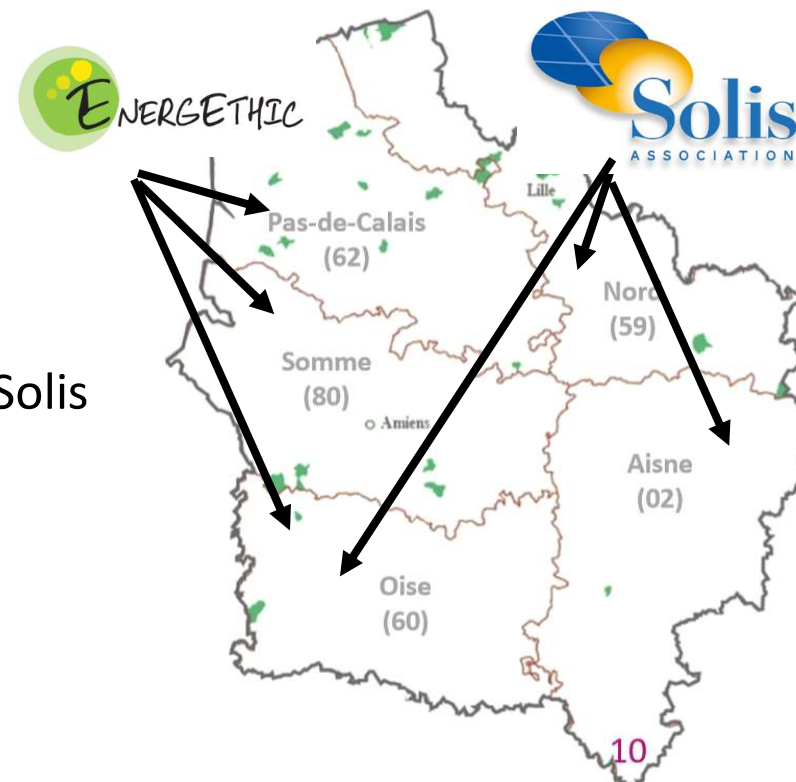 ENERGETHIC
Solis
ASSOCIATION
Lille
Pas-de-Calais
(62)
Nord
(59)
Somme
(80)
Solis
Amiens
Aisne
(02)
Oise
(60)
10